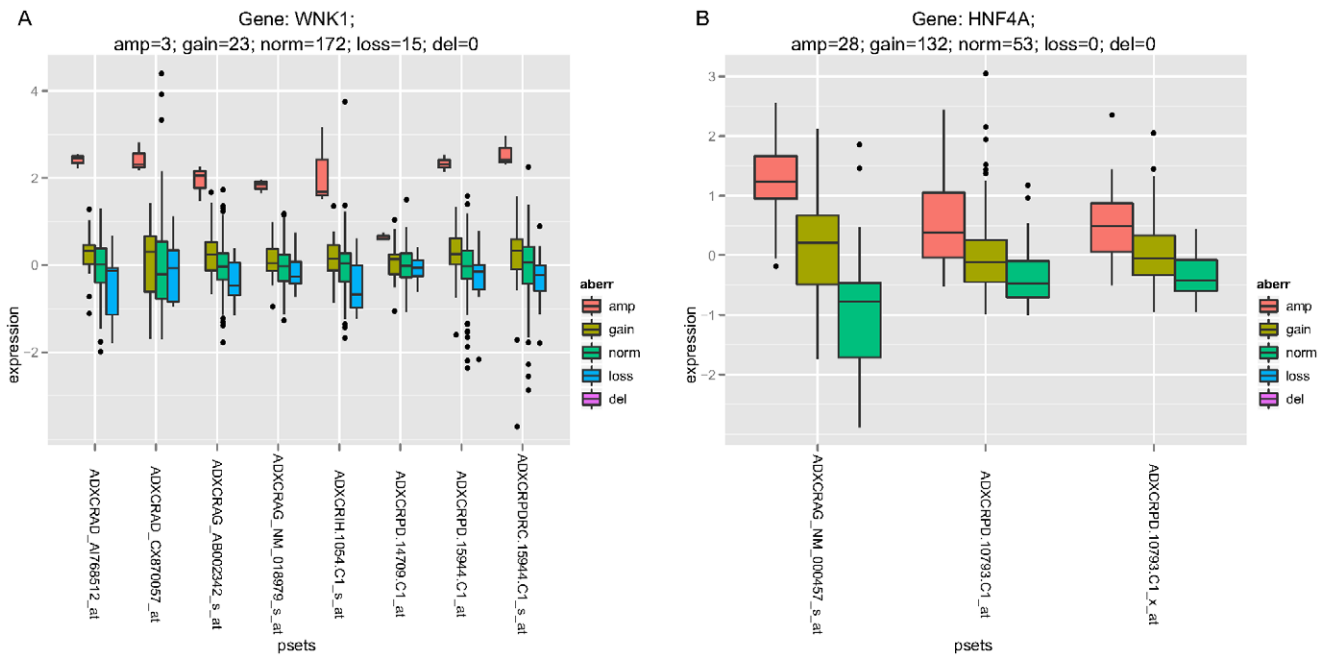 A
Gene: WNK1;
amp=3; gain=23; norm=172; loss=15; del=0
4
2
0
−2
expression
ADXCRAD_AI768512_at
ADXCRAD_CX870057_at
ADXCRAG_AB002342_s_at
ADXCRAG_NM_018979_s_at
ADXCRIH.1054.C1_s_at
ADXCRPD.14709.C1_at
ADXCRPD.15944.C1_at
ADXCRPDRC.15944.C1_s_at
psets
aberr
amp
gain
norm
loss
del
B
Gene: HNF4A;
amp=28; gain=132; norm=53; loss=0; del=0
3
2
1
0
−1
−2
expression
ADXCRAG_NM_000457_s_at
ADXCRPD.10793.C1_at
ADXCRPD.10793.C1_x_at
psets
aberr
amp
gain
norm
loss
del